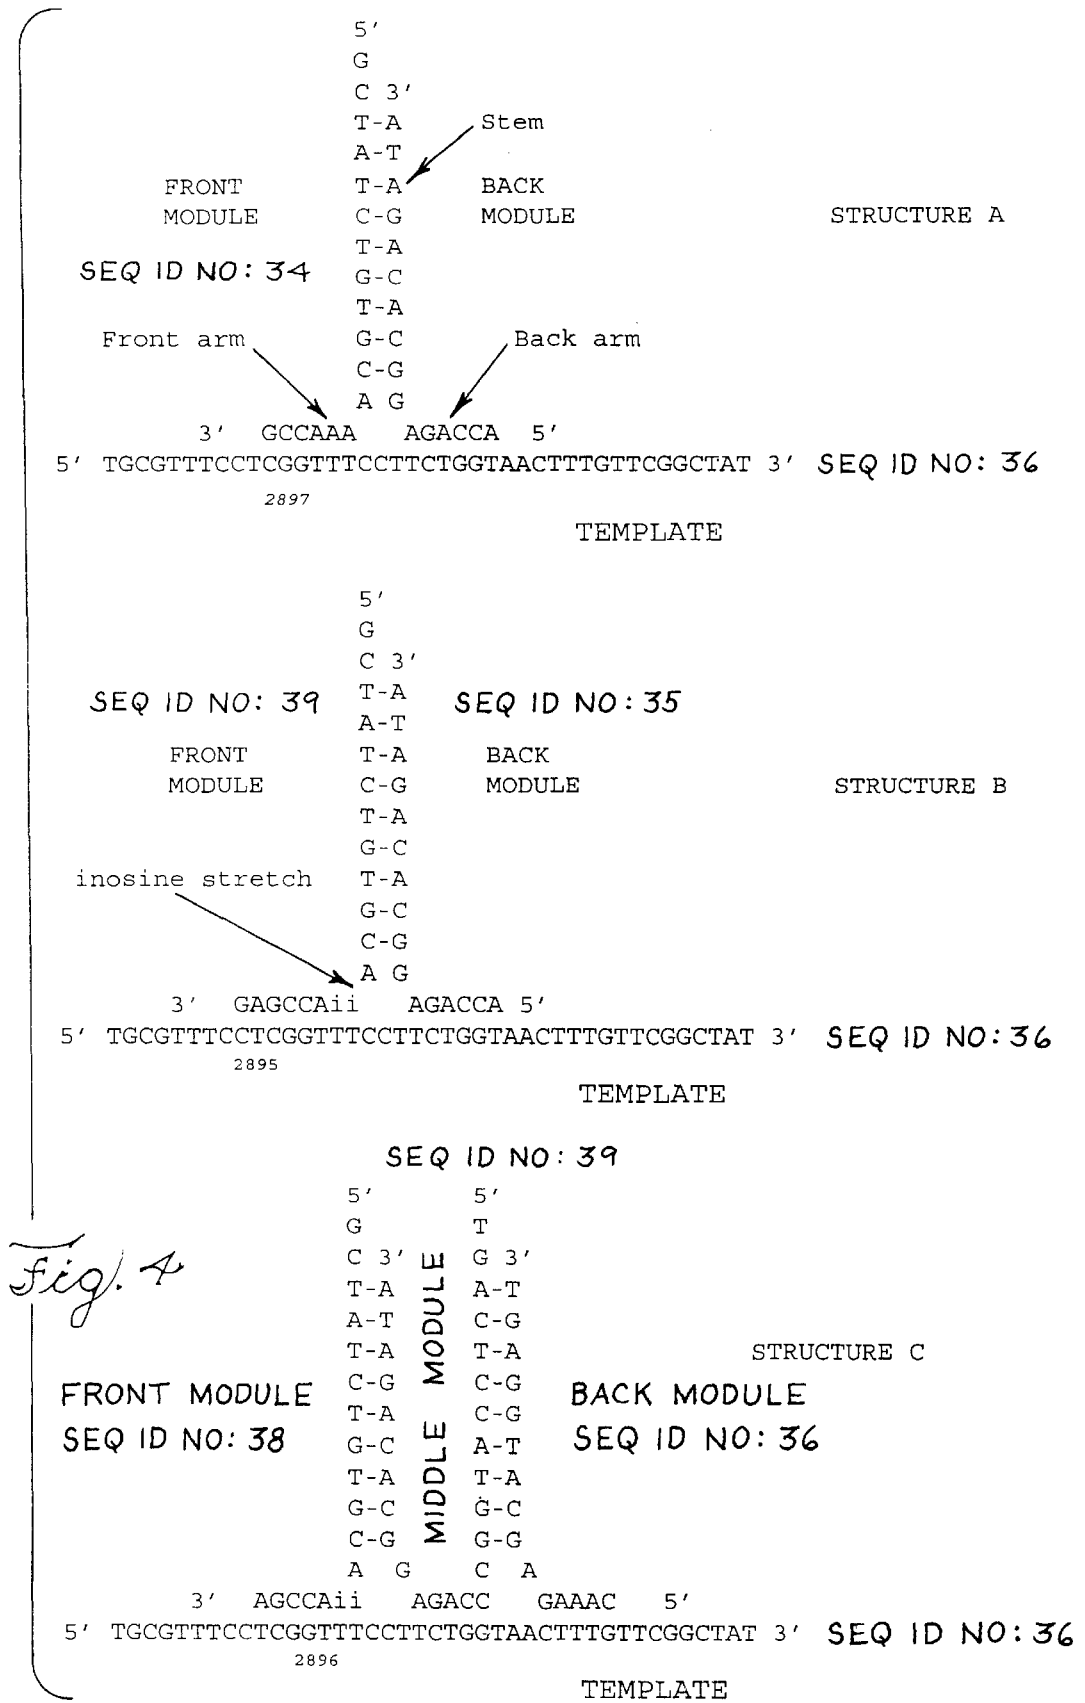 5'
G
C 3'
T-A
Stem
A-T
FRONT T-A BACK
MODULE C-G MODULE STRUCTURE A
T-A
SEQ ID NO: 34 G-C
T-A
Front arm G-C Back arm
C-G
A G
3' GCCAAA AGACCA 5'
5' TGCGTTTCCTCGGTTTCCTTCTGGTAACTTTGTTCGGCTAT 3' SEQ ID NO: 36
2897
TEMPLATE
5'
G
C 3'
SEQ ID NO: 39 T-A SEQ ID NO: 35
A-T
FRONT T-A BACK
MODULE C-G MODULE STRUCTURE B
T-A
G-C
inosine stretch T-A
G-C
C-G
A G
3' GAGCCAii AGACCA 5'
5' TGCGTTTCCTCGGTTTCCTTCTGGTAACTTTGTTCGGCTAT 3' SEQ ID NO: 36
2895
TEMPLATE
SEQ ID NO: 39
5' 5'
G T
C 3' G 3'
Fig. 4
T-A A-T
A-T C-G
T-A T-A STRUCTURE C
FRONT MODULE C-G MIDDLE MODULE C-G BACK MODULE
T-A C-G
SEQ ID NO: 38 G-C A-T SEQ ID NO: 36
T-A T-A
G-C G-C
C-G G-G
A G C A
3' AGCCAii AGACC GAAAC 5'
5' TGCGTTTCCTCGGTTTCCTTCTGGTAACTTTGTTCGGCTAT 3' SEQ ID NO: 36
2896
TEMPLATE